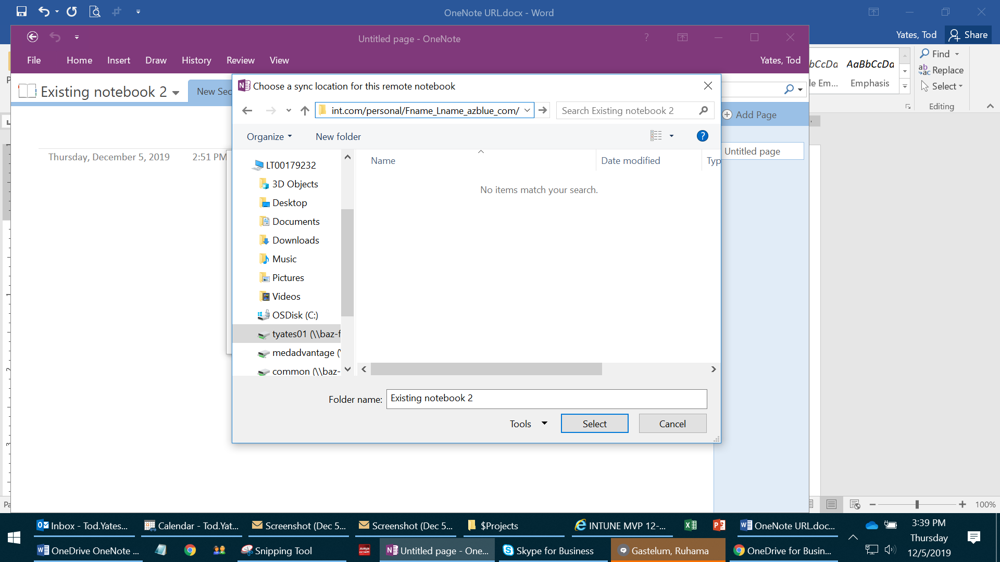 OneNote URL.docx - Word
Yates, Tod
Share
Untitled page - OneNote
?
File Home Insert Draw History Review View
Yates, Tod
AaBbCcDd
Emphasis
Find
Replace
Select
Editing
Existing notebook 2
New Sec
Choose a sync location for this remote notebook
int.com/personal/Fname_Lname_azblue_com/
Search Existing notebook 2
Organize
New folder
?
Add Page
Untitled page
Thursday, December 5, 2019 2:51 PM
Name
Date modified
Typ
No items match your search.
LT00179232
3D Objects
Desktop
Documents
Downloads
Music
Pictures
Videos
OSDisk (C:)
tyates01 (\\baz-f
medadvantage (\
common (\\baz-
Folder name: Existing notebook 2
Tools
Select
Cancel
100%
Inbox - Tod.Yates...
Calendar - Tod.Yat...
Screenshot (Dec 5...
Screenshot (Dec 5...
$Projects
INTUNE MVP 12-...
OneNote URL.doc...
OneDrive OneNote ...
Snipping Tool
Untitled page - One...
Skype for Business
Gastelum, Ruhama
OneDrive for Busin...
3:39 PM
Thursday
12/5/2019